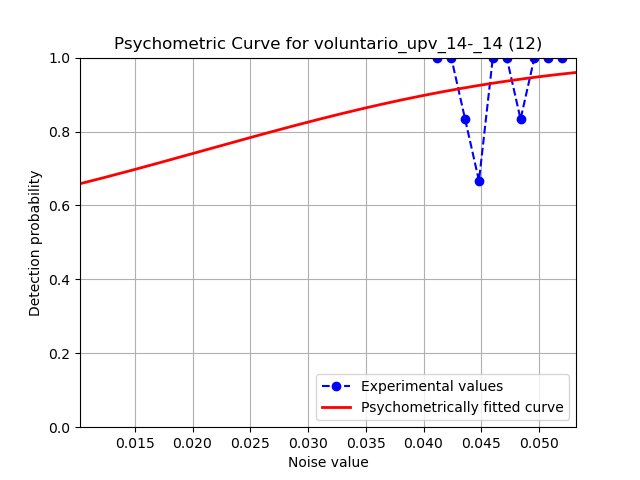 Psychometric Curve for voluntario_upv_14-_14 (12)
1.0
0.8
0.6
0.4
0.2
0.0
Detection probability
0.015 0.020 0.025 0.030 0.035 0.040 0.045 0.050
Noise value
Experimental values
Psychometrically fitted curve